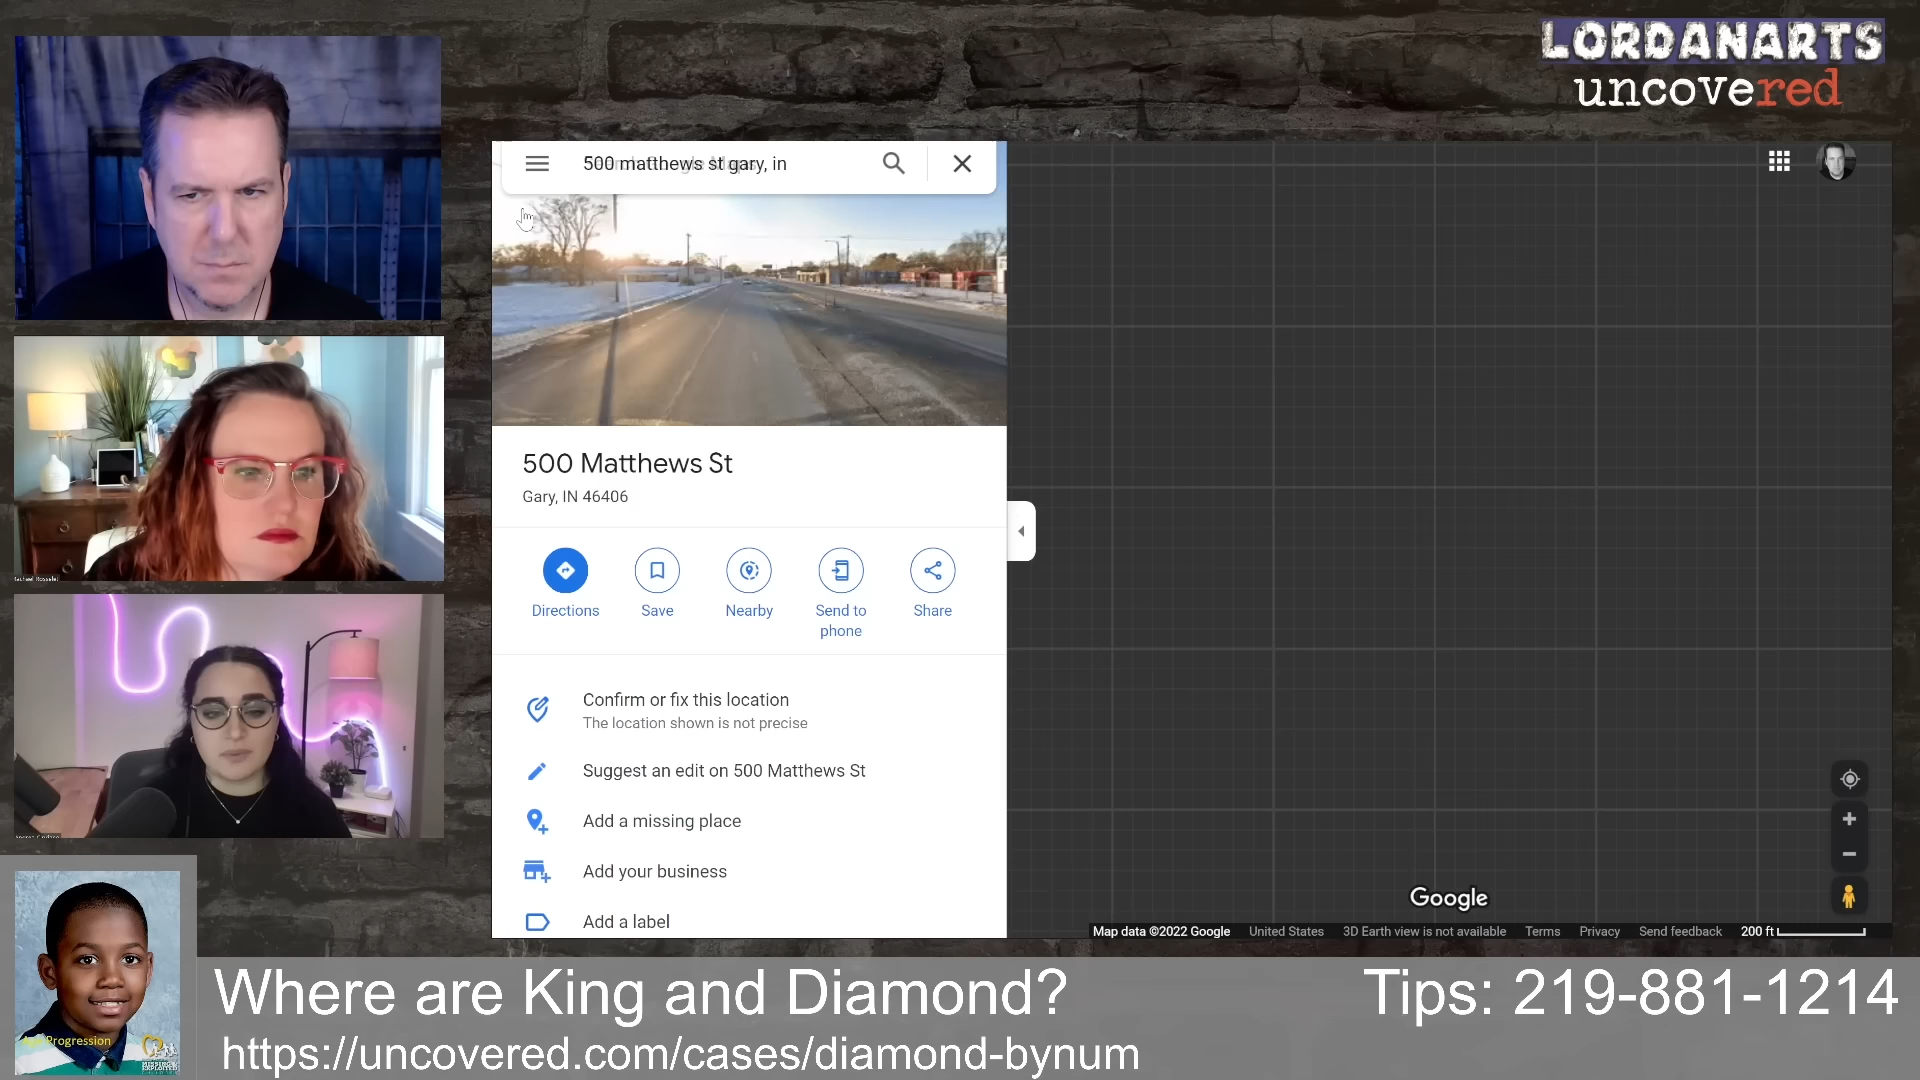 LORDANARTS
uncovered
500 matthews st gary, in
500 Matthews St
Gary, IN 46406
Directions
Save
Nearby
Send to
phone
Share
Confirm or fix this location
The location shown is not precise
Suggest an edit on 500 Matthews St
Add a missing place
Add your business
Add a label
Google
Map data ©2022 Google United States 3D Earth view is not available Terms Privacy Send feedback 200 ft
Progression
Where are King and Diamond?
Tips: 219-881-1214
https://uncovered.com/cases/diamond-bynum